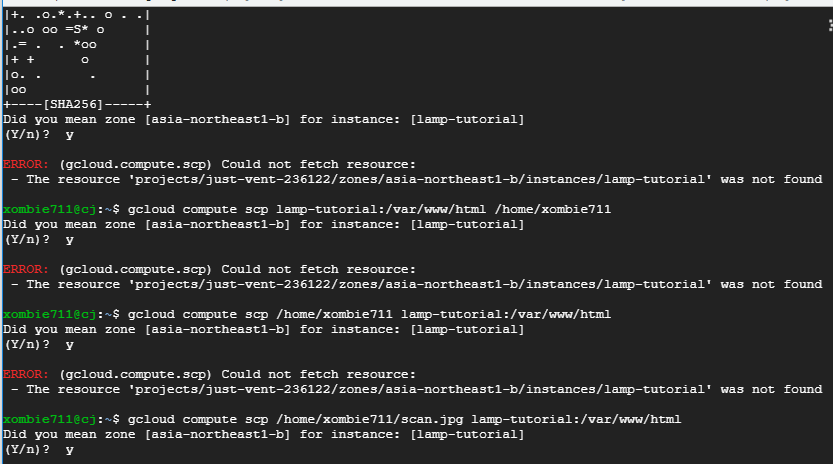 |+. .o.*.+.. o . .|
|..o oo =S* o     |
|.= .  . *oo      |
|+ +      o       |
|o. .      .      |
|oo               |
+----[SHA256]-----+
Did you mean zone [asia-northeast1-b] for instance: [lamp-tutorial]
(Y/n)?  y
ERROR: (gcloud.compute.scp) Could not fetch resource:
 - The resource 'projects/just-vent-236122/zones/asia-northeast1-b/instances/lamp-tutorial' was not found
xombie711@cj:~$ gcloud compute scp lamp-tutorial:/var/www/html /home/xombie711
Did you mean zone [asia-northeast1-b] for instance: [lamp-tutorial]
(Y/n)?  y
ERROR: (gcloud.compute.scp) Could not fetch resource:
 - The resource 'projects/just-vent-236122/zones/asia-northeast1-b/instances/lamp-tutorial' was not found
xombie711@cj:~$ gcloud compute scp /home/xombie711 lamp-tutorial:/var/www/html
Did you mean zone [asia-northeast1-b] for instance: [lamp-tutorial]
(Y/n)?  y
ERROR: (gcloud.compute.scp) Could not fetch resource:
 - The resource 'projects/just-vent-236122/zones/asia-northeast1-b/instances/lamp-tutorial' was not found
xombie711@cj:~$ gcloud compute scp /home/xombie711/scan.jpg lamp-tutorial:/var/www/html
Did you mean zone [asia-northeast1-b] for instance: [lamp-tutorial]
(Y/n)?  y